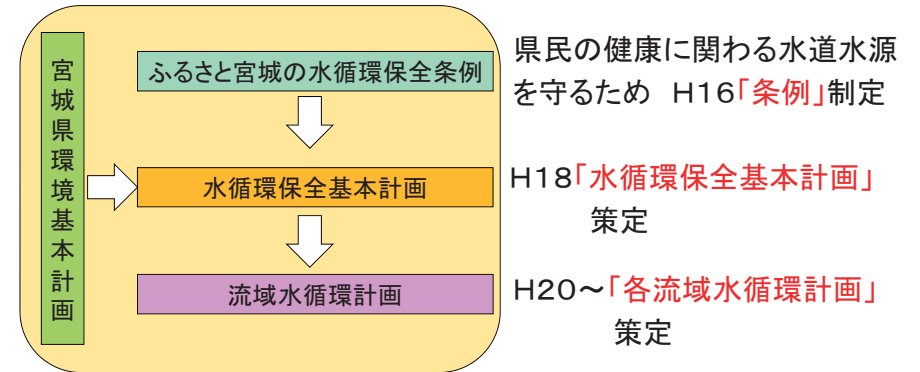 宮城県環境基本計画
ふるさと宮城の水循環保全条例
水循環保全基本計画
流域水循環計画
県民の健康に関わる水道水源
を守るため　H16「条例」制定
H18「水循環保全基本計画」
策定
H20～「各流域水循環計画」
策定